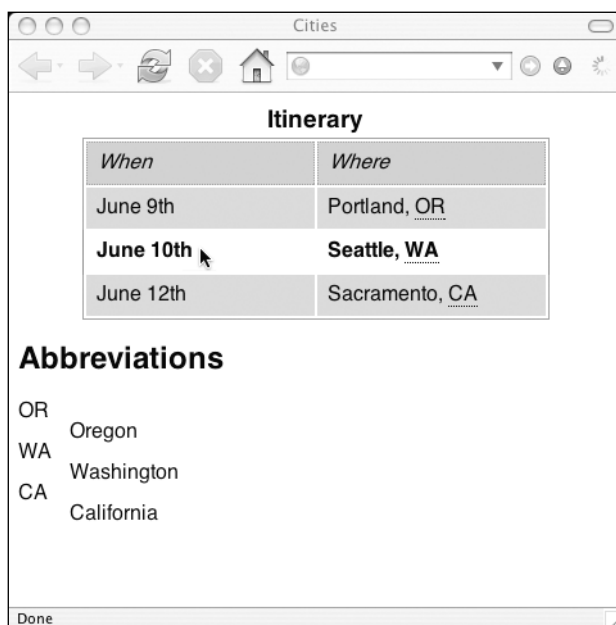 Cities
Itinerary
When Where
June 9th Portland, OR
June 10th Seattle, WA
June 12th Sacramento, CA
Abbreviations
OR
Oregon
WA
Washington
CA
California
Done